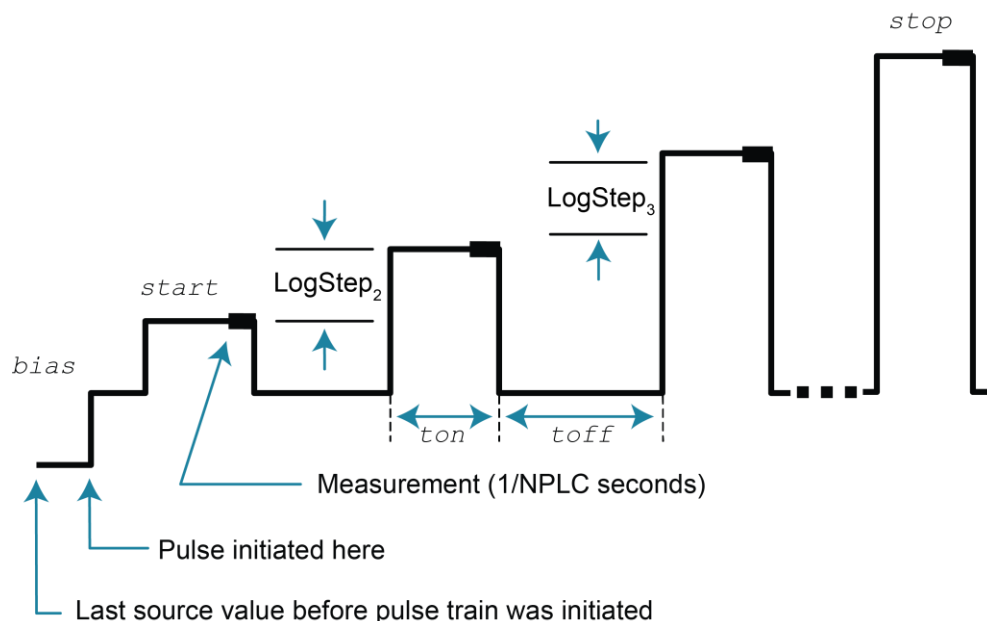 stop
LogStep3
LogStep2
start
bias
ton
toff
Measurement (1/NPLC seconds)
Pulse initiated here
Last source value before pulse train was initiated